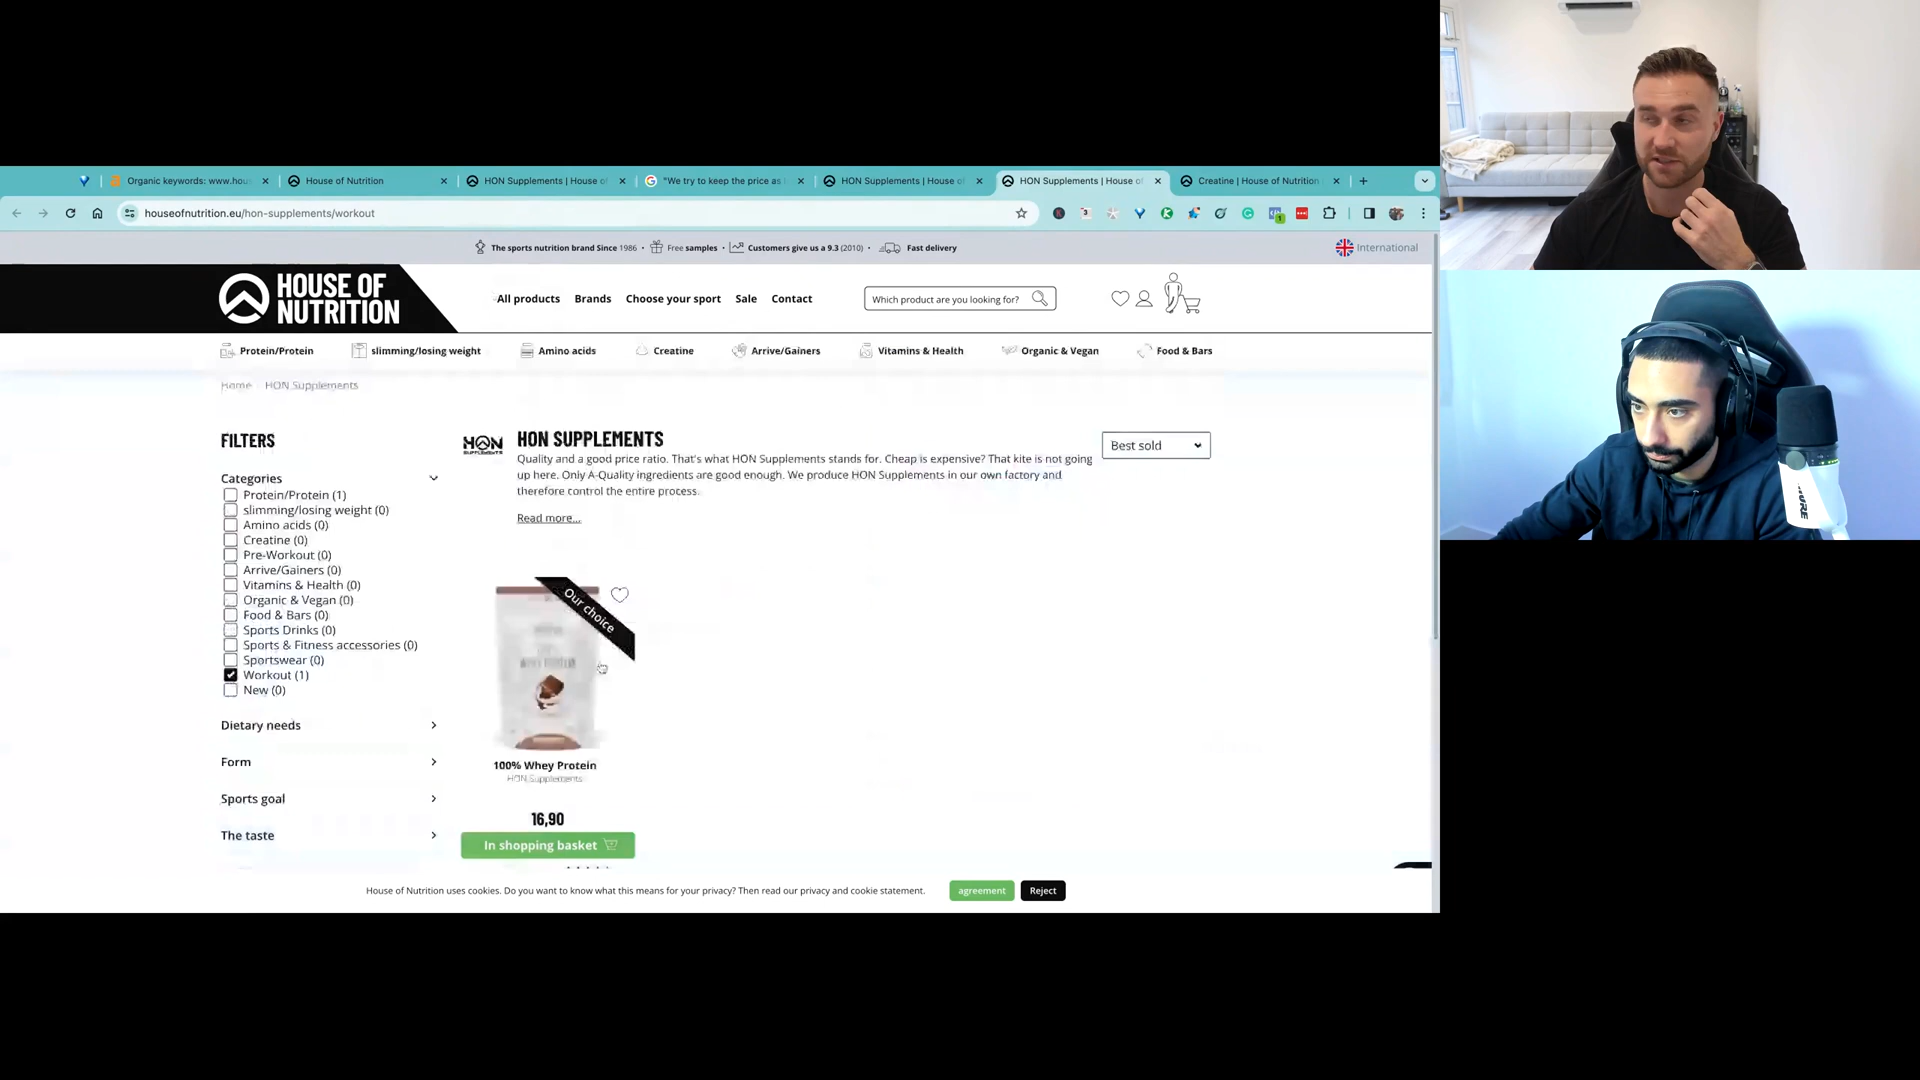 Organic keywords: www.hou
House of Nutrition
HON Supplements | House of
"We try to keep the price as
HON Supplements | House of
HON Supplements | House of
Creatine | House of Nutrition
houseofnutrition.eu/hon-supplements/workout
The sports nutrition brand Since 1986 •
Free samples •
Customers give us a 9.3 (2010) •
Fast delivery
International
HOUSE OF
NUTRITION
All products
Brands
Choose your sport
Sale
Contact
Which product are you looking for?
Protein/Protein
slimming/losing weight
Amino acids
Creatine
Arrive/Gainers
Vitamins & Health
Organic & Vegan
Food & Bars
Home
HON Supplements
FILTERS
Categories
Protein/Protein (1)
slimming/losing weight (0)
Amino acids (0)
Creatine (0)
Pre-Workout (0)
Arrive/Gainers (0)
Vitamins & Health (0)
Organic & Vegan (0)
Food & Bars (0)
Sports Drinks (0)
Sports & Fitness accessories (0)
Sportswear (0)
Workout (1)
New (0)
Dietary needs
Form
Sports goal
The taste
HON
SUPPLEMENTS
HON SUPPLEMENTS
Quality and a good price ratio. That's what HON Supplements stands for. Cheap is expensive? That kite is not going
up here. Only A-Quality ingredients are good enough. We produce HON Supplements in our own factory and
therefore control the entire process.
Read more...
Best sold
Our choice
WHEY PROTEIN
100% Whey Protein
HON Supplements
16,90
In shopping basket
House of Nutrition uses cookies. Do you want to know what this means for your privacy? Then read our privacy and cookie statement.
agreement
Reject